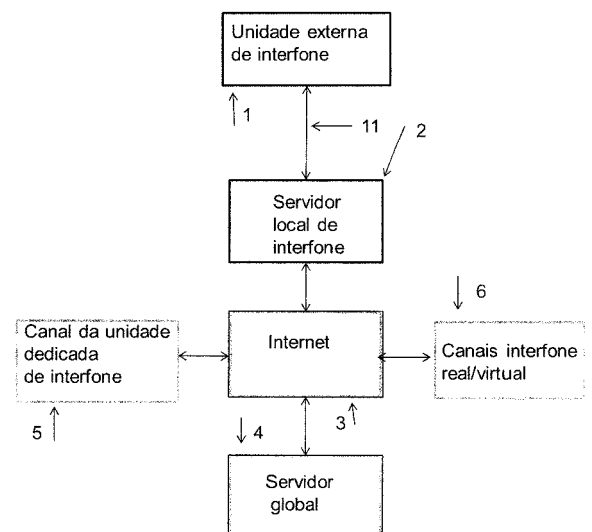 Unidade externa
de interfone
1
11
2
Servidor
local de
interfone
6
Canal da unidade
dedicada
de interfone
Internet
Canais interfone
real/virtual
5
4
3
Servidor
global